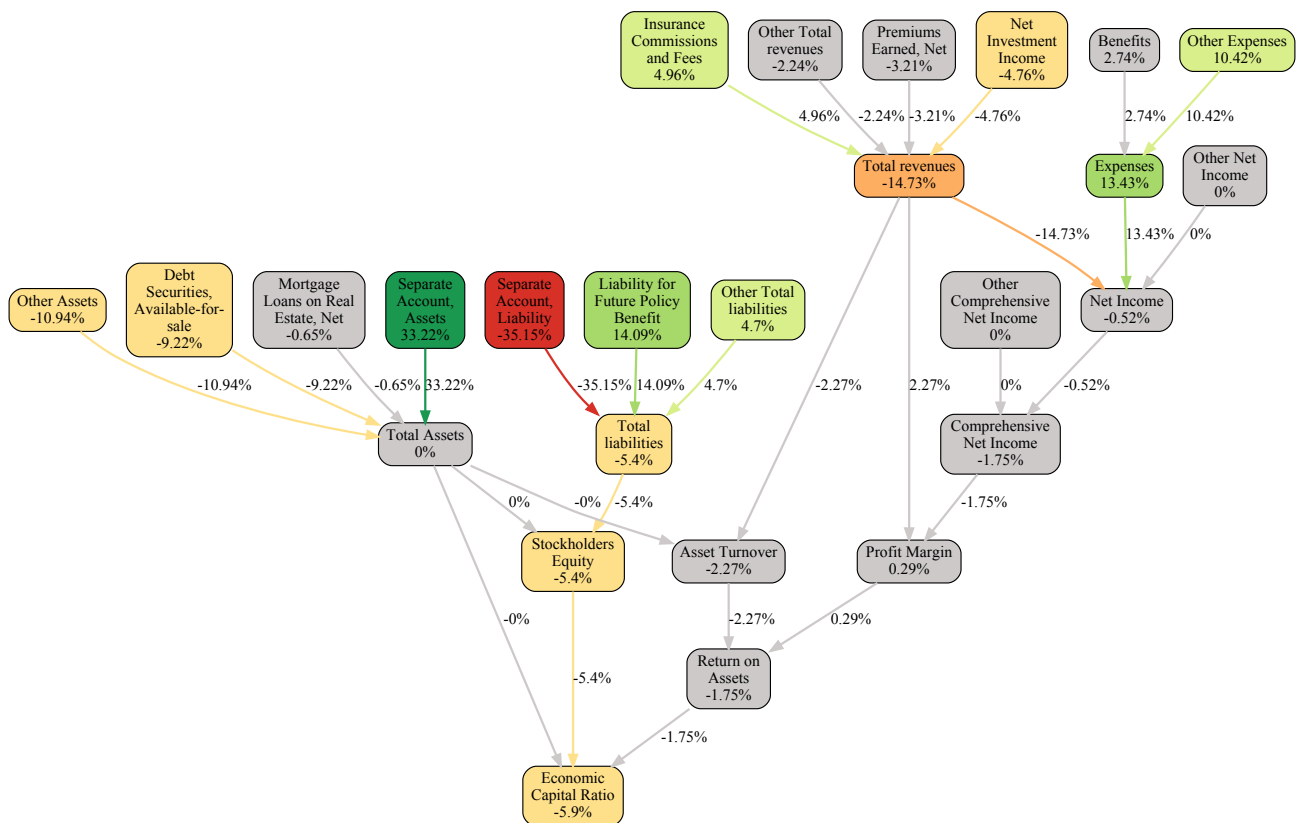 Insurance
Commissions
and Fees
4.96%
Other Total
revenues
-2.24%
Premiums
Earned, Net
-3.21%
Net
Investment
Income
-4.76%
Benefits
2.74%
Other Expenses
10.42%
4.96%
-2.24%
-3.21%
-4.76%
2.74%
10.42%
Total revenues
-14.73%
Expenses
13.43%
Other Net
Income
0%
-14.73%
13.43%
0%
Other Assets
-10.94%
Debt
Securities,
Available-for-
sale
-9.22%
Mortgage
Loans on Real
Estate, Net
-0.65%
Separate
Account,
Assets
33.22%
Separate
Account,
Liability
-35.15%
Liability for
Future Policy
Benefit
14.09%
Other Total
liabilities
4.7%
Other
Comprehensive
Net Income
0%
Net Income
-0.52%
-10.94%
-9.22%
-0.65%
33.22%
-35.15%
14.09%
4.7%
-2.27%
2.27%
0%
-0.52%
Total Assets
0%
Total
liabilities
-5.4%
Comprehensive
Net Income
-1.75%
0%
-5.4%
-0%
-1.75%
Stockholders
Equity
-5.4%
Asset Turnover
-2.27%
Profit Margin
0.29%
-0%
-2.27%
0.29%
-5.4%
Return on
Assets
-1.75%
-1.75%
Economic
Capital Ratio
-5.9%